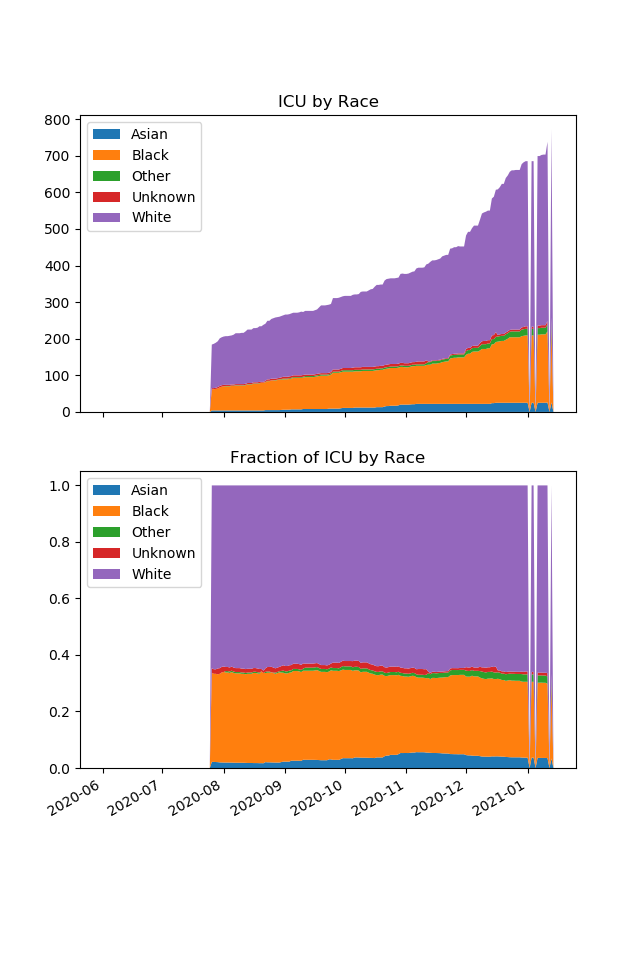 ICU by Race
800
700
600
500
400
300
200
100
0
Asian
Black
Other
Unknown
White
Fraction of ICU by Race
1.0
0.8
0.6
0.4
0.2
0.0
Asian
Black
Other
Unknown
White
2020-06
2020-07
2020-08
2020-09
2020-10
2020-11
2020-12
2021-01